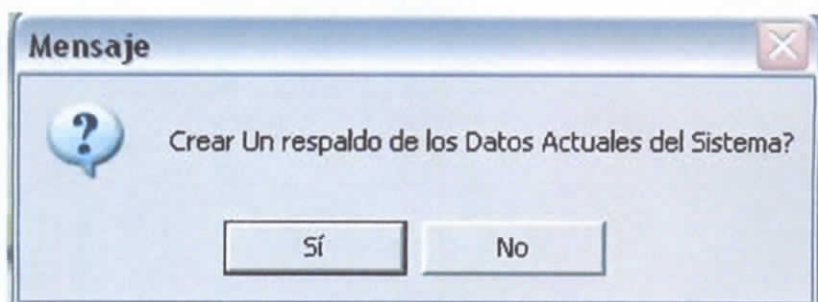 Mensaje
Crear Un respaldo de los Datos Actuales del Sistema?
Sí
No